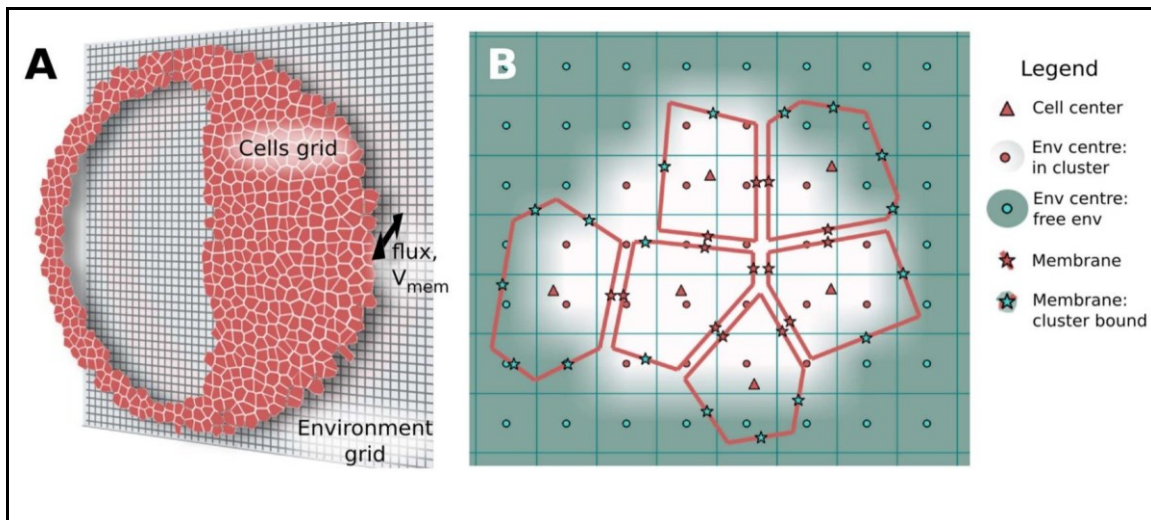 A
Cells grid
flux,
V_mem
Environment
grid
B
Legend
Cell center
Env centre:
in cluster
Env centre:
free env
Membrane
Membrane:
cluster bound